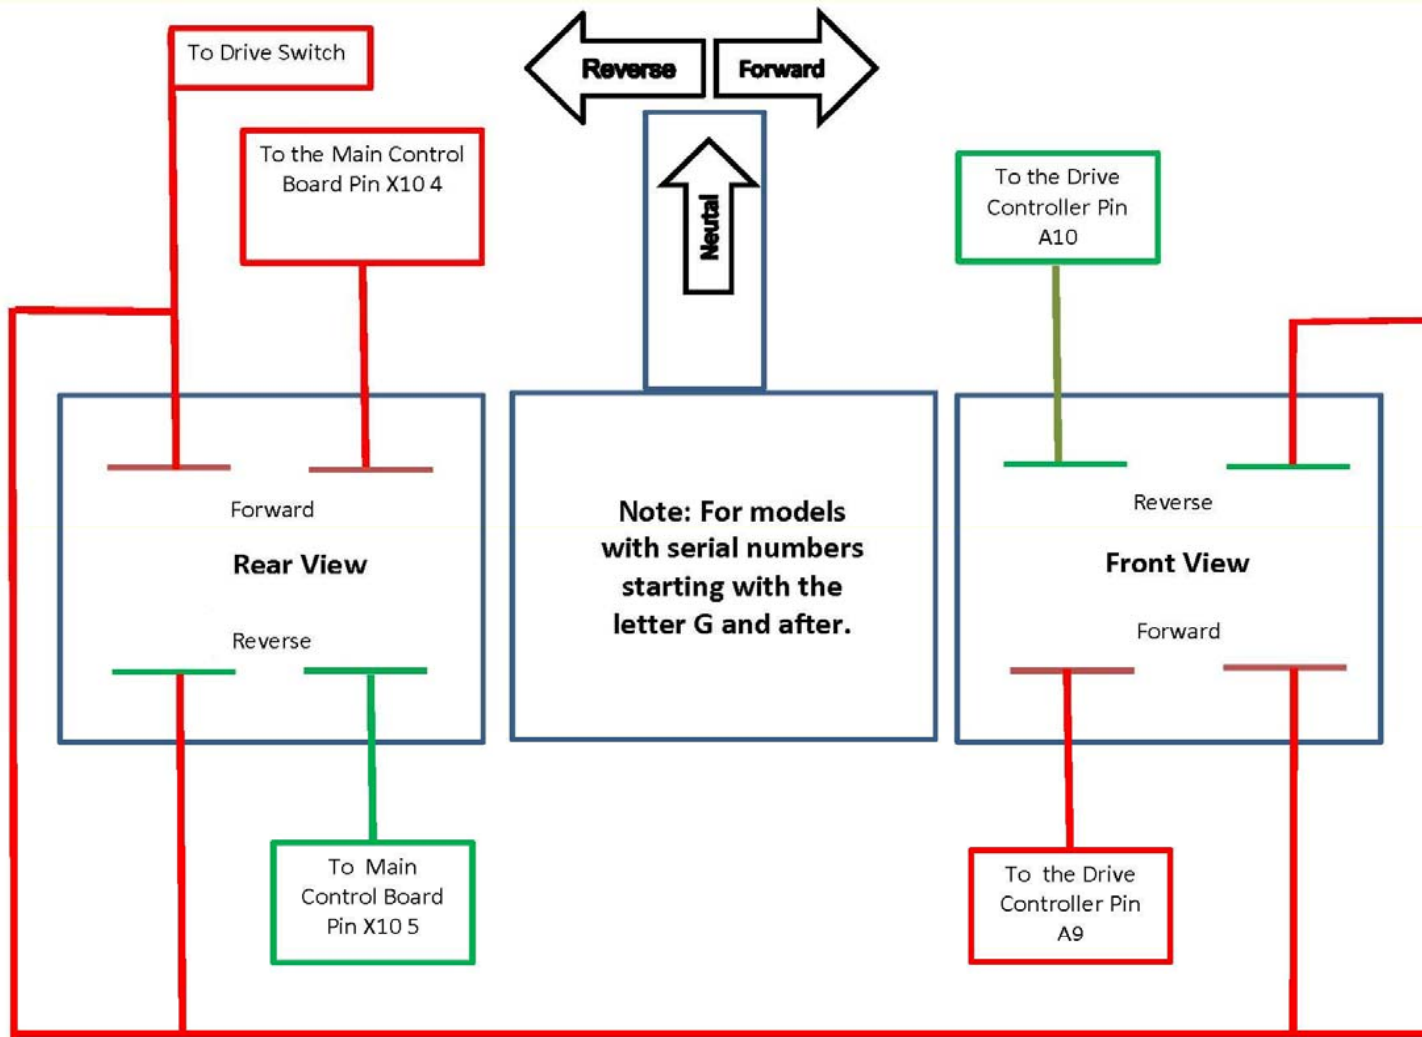 To Drive Switch
Reverse
Forward
To the Main Control
Board Pin X10 4
Neutal
To the Drive
Controller Pin
A10
Forward
Rear View
Reverse
Note: For models
with serial numbers
starting with the
letter G and after.
Reverse
Front View
Forward
To Main
Control Board
Pin X10 5
To the Drive
Controller Pin
A9